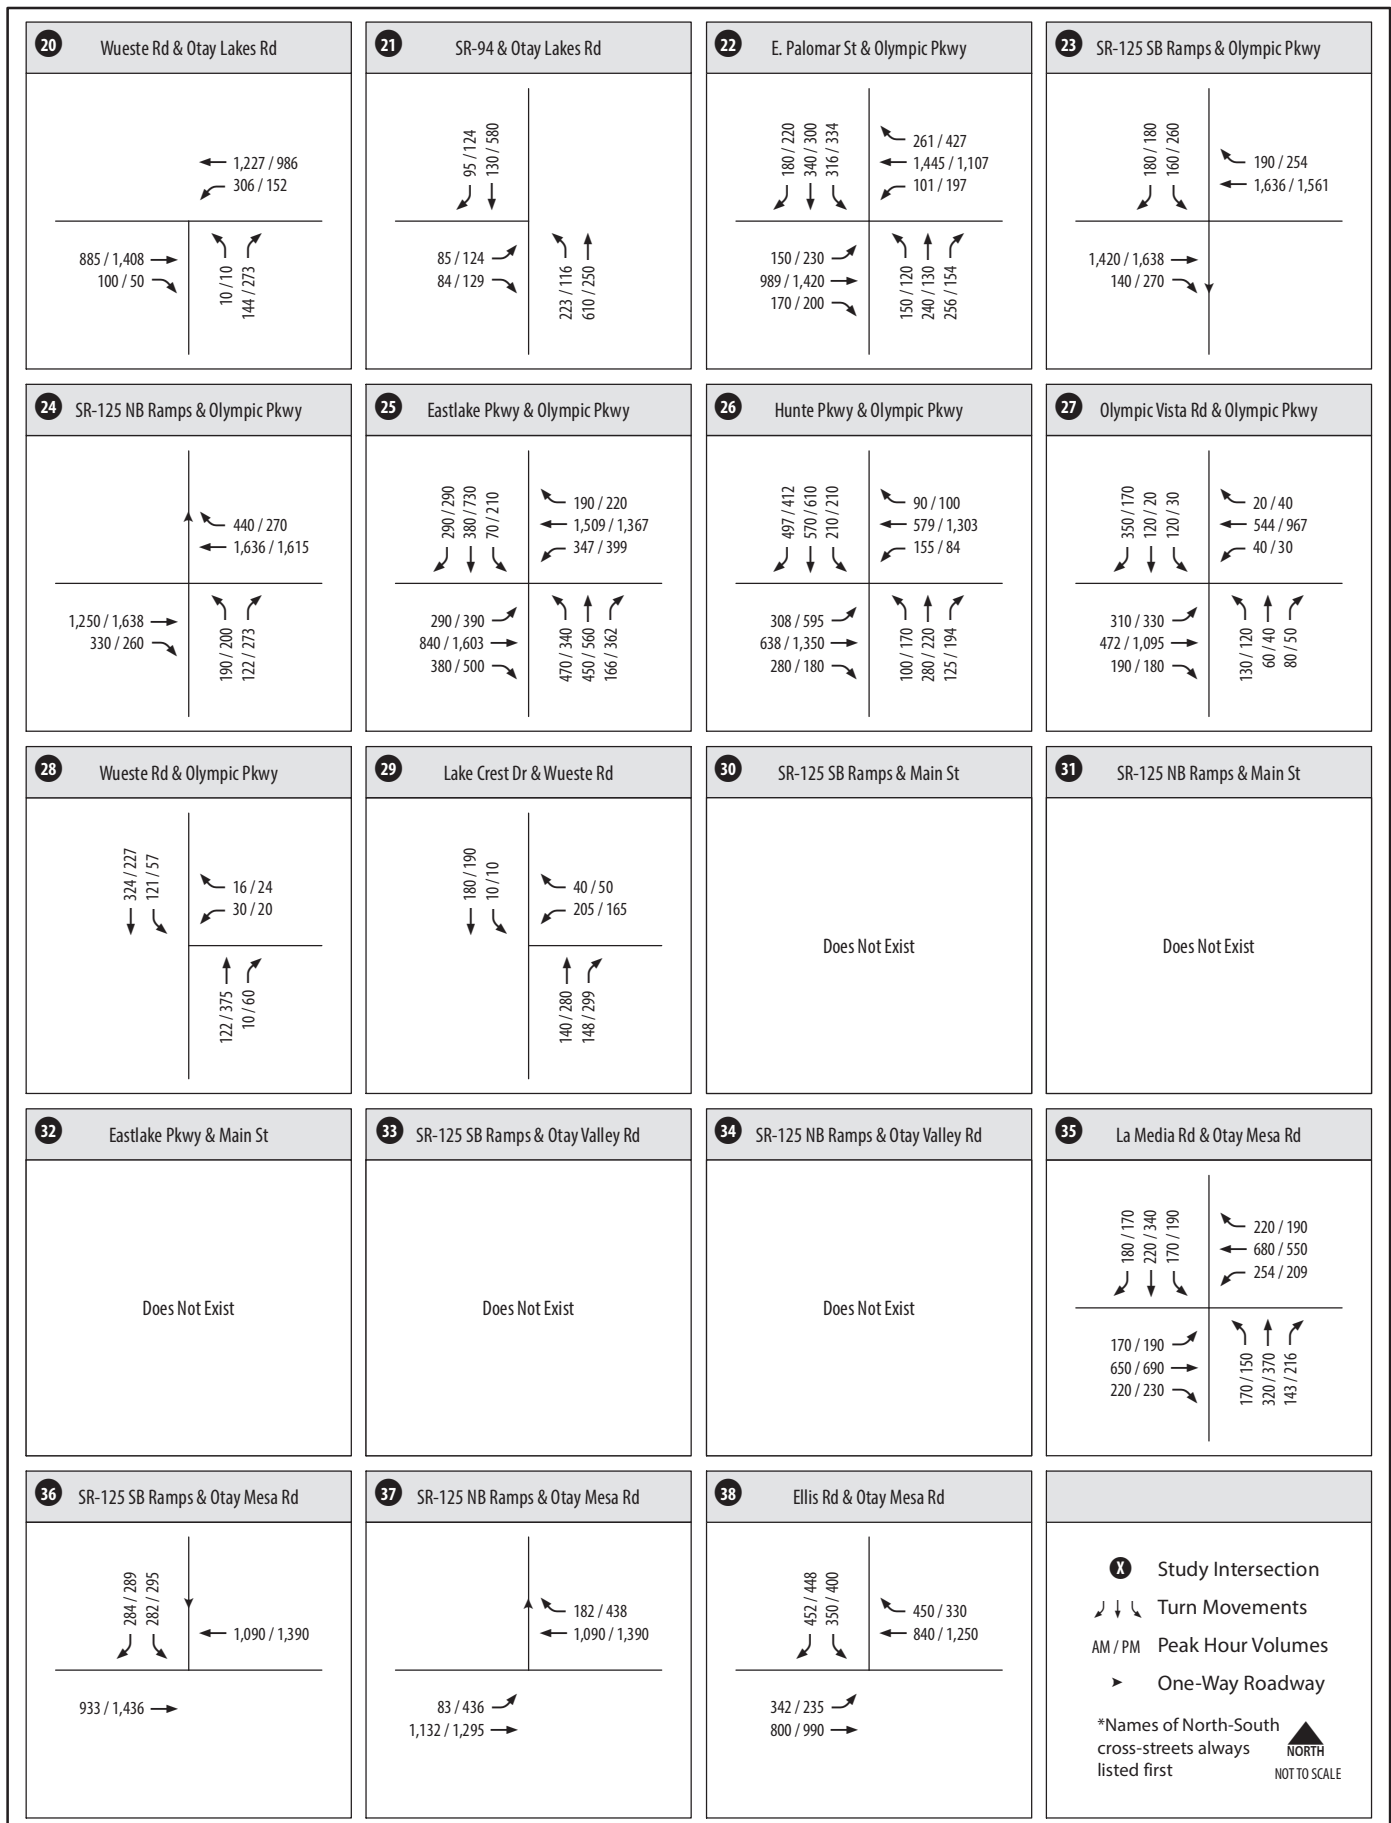 20 Wueste Rd & Otay Lakes Rd
1,227 / 986
306 / 152
885 / 1,408
100 / 50
10 / 10
144 / 273
21 SR-94 & Otay Lakes Rd
95 / 124
130 / 580
85 / 124
84 / 129
223 / 116
610 / 250
22 E. Palomar St & Olympic Pkwy
180 / 220
340 / 300
316 / 334
261 / 427
1,445 / 1,107
101 / 197
150 / 230
989 / 1,420
170 / 200
150 / 120
240 / 130
256 / 154
23 SR-125 SB Ramps & Olympic Pkwy
180 / 180
160 / 260
190 / 254
1,636 / 1,561
1,420 / 1,638
140 / 270
24 SR-125 NB Ramps & Olympic Pkwy
440 / 270
1,636 / 1,615
1,250 / 1,638
330 / 260
190 / 200
122 / 273
25 Eastlake Pkwy & Olympic Pkwy
290 / 290
380 / 730
70 / 210
190 / 220
1,509 / 1,367
347 / 399
290 / 390
840 / 1,603
380 / 500
470 / 340
450 / 560
166 / 362
26 Hunte Pkwy & Olympic Pkwy
497 / 412
570 / 610
210 / 210
90 / 100
579 / 1,303
155 / 84
308 / 595
638 / 1,350
280 / 180
100 / 170
280 / 220
125 / 194
27 Olympic Vista Rd & Olympic Pkwy
350 / 170
120 / 20
120 / 30
20 / 40
544 / 967
40 / 30
310 / 330
472 / 1,095
190 / 180
130 / 120
60 / 40
80 / 50
28 Wueste Rd & Olympic Pkwy
324 / 227
121 / 57
16 / 24
30 / 20
122 / 375
10 / 60
29 Lake Crest Dr & Wueste Rd
180 / 190
10 / 10
40 / 50
205 / 165
140 / 280
148 / 299
30 SR-125 SB Ramps & Main St
Does Not Exist
31 SR-125 NB Ramps & Main St
Does Not Exist
32 Eastlake Pkwy & Main St
Does Not Exist
33 SR-125 SB Ramps & Otay Valley Rd
Does Not Exist
34 SR-125 NB Ramps & Otay Valley Rd
Does Not Exist
35 La Media Rd & Otay Mesa Rd
180 / 170
220 / 340
170 / 190
220 / 190
680 / 550
254 / 209
170 / 190
650 / 690
220 / 230
170 / 150
320 / 370
143 / 216
36 SR-125 SB Ramps & Otay Mesa Rd
284 / 289
282 / 295
1,090 / 1,390
933 / 1,436
37 SR-125 NB Ramps & Otay Mesa Rd
182 / 438
1,090 / 1,390
83 / 436
1,132 / 1,295
38 Ellis Rd & Otay Mesa Rd
452 / 448
350 / 400
450 / 330
840 / 1,250
342 / 235
800 / 990
X Study Intersection
Turn Movements
AM / PM Peak Hour Volumes
One-Way Roadway
*Names of North-South
cross-streets always
listed first
NORTH
NOT TO SCALE